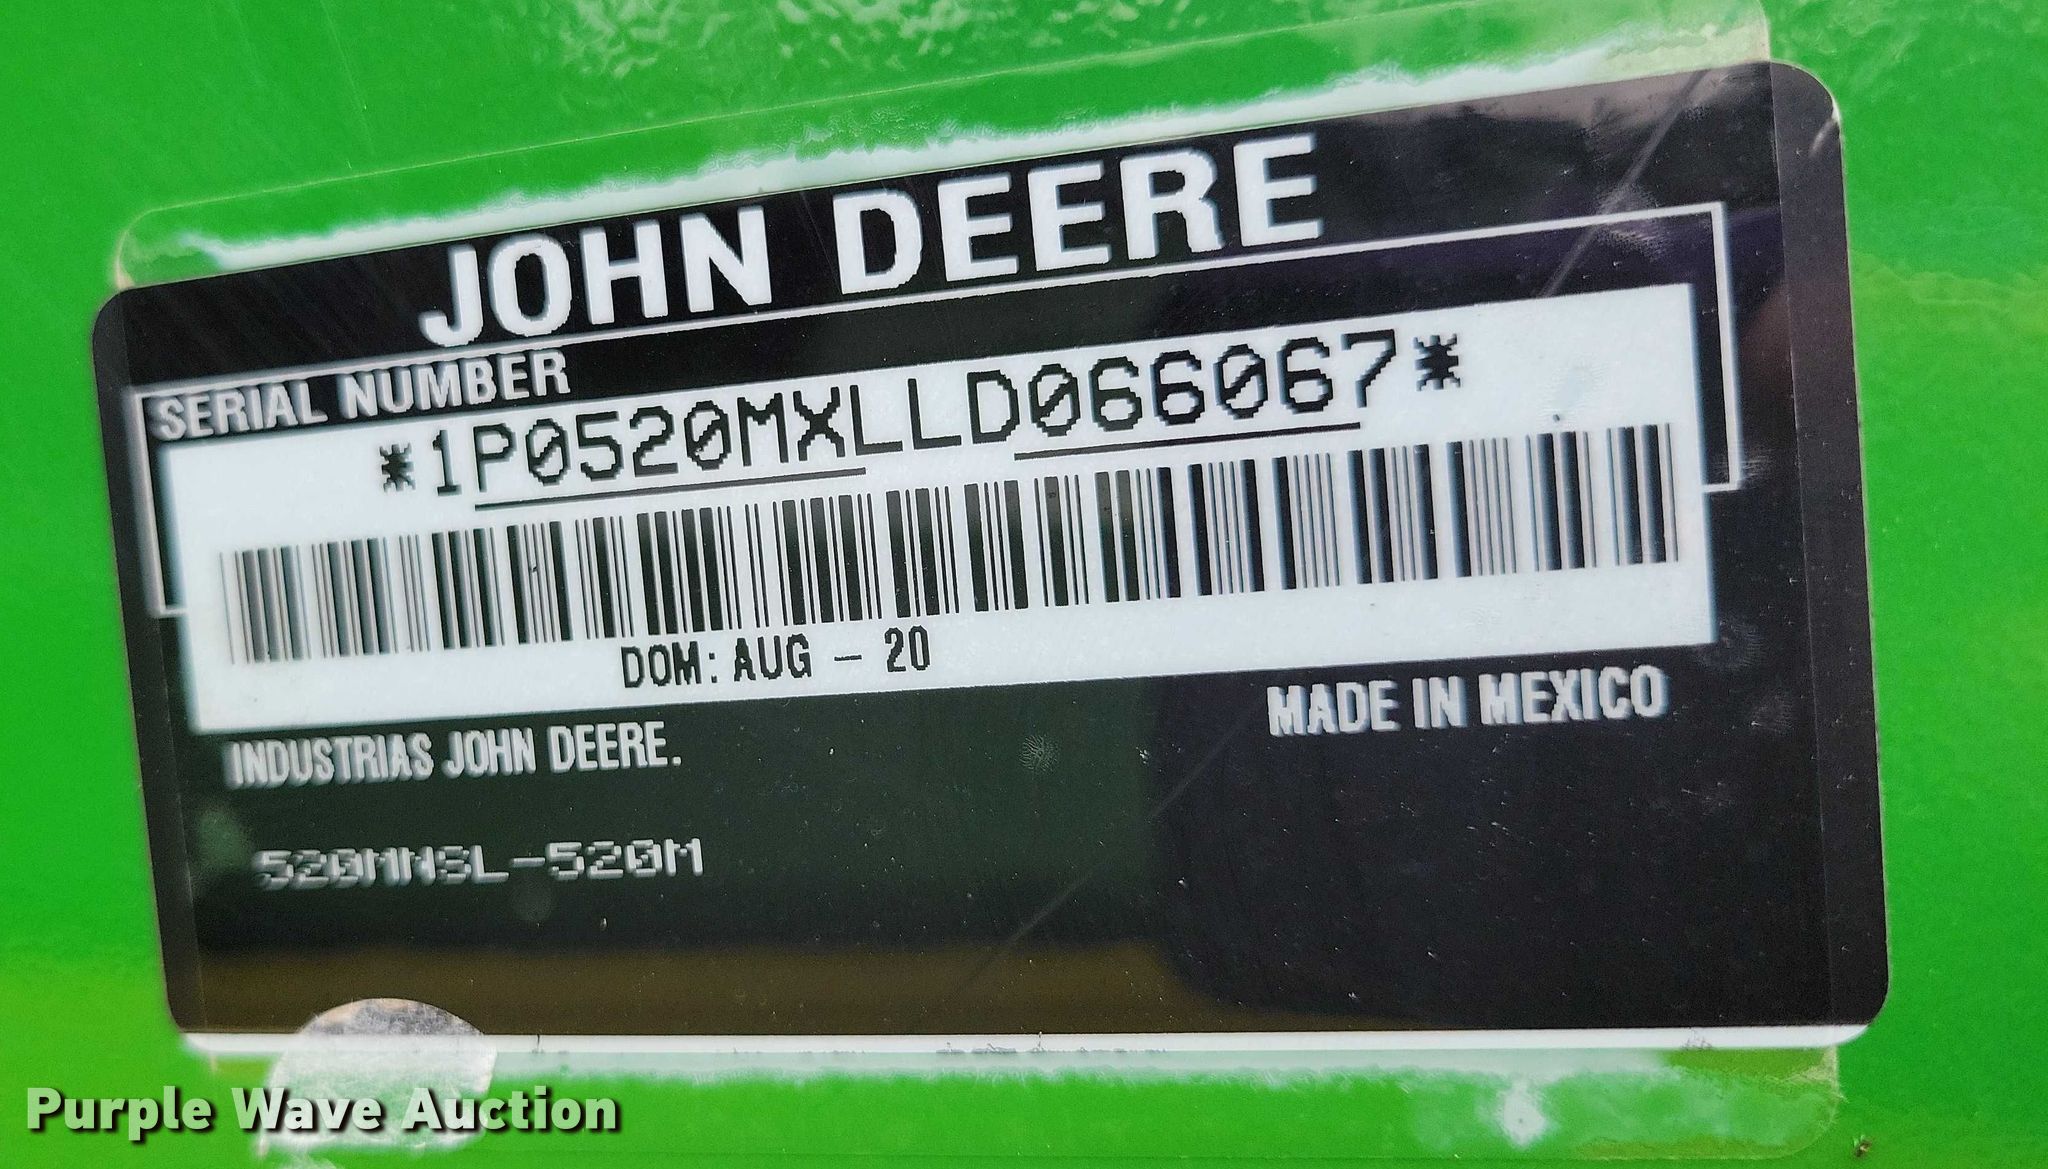 JOHN DEERE
SERIAL NUMBER
*1P0520MXLLD066067*
DOM: AUG - 20
INDUSTRIAS JOHN DEERE.
MADE IN MEXICO
520MNSL-520M
Purple Wave Auction